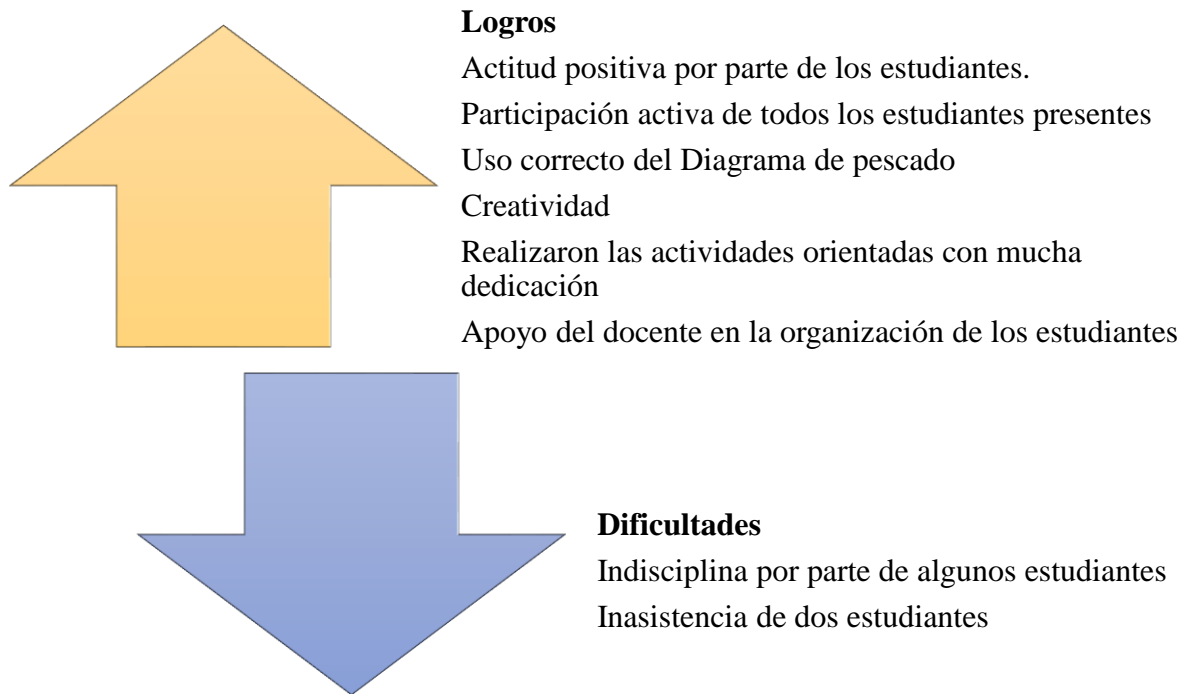 Logros
Actitud positiva por parte de los estudiantes.
Participación activa de todos los estudiantes presentes
Uso correcto del Diagrama de pescado
Creatividad
Realizaron las actividades orientadas con mucha
dedicación
Apoyo del docente en la organización de los estudiantes
Dificultades
Indisciplina por parte de algunos estudiantes
Inasistencia de dos estudiantes